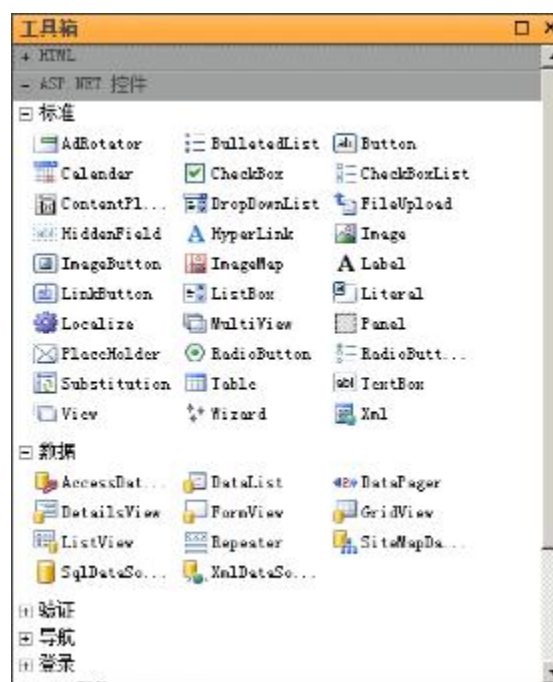 工具箱
+ HTML
- ASP.NET 控件
标准
AdRotator BulletedList Button
Calendar CheckBox CheckBoxList
ContentPl... DropDownList FileUpload
HiddenField HyperLink Image
ImageButton ImageMap Label
LinkButton ListBox Literal
Localize MultiView Panel
PlaceHolder RadioButton RadioButt...
Substitution Table TextBox
View Wizard Xml
数据
AccessDat... DataList DataPager
DetailsView FormView GridView
ListView Repeater SiteMapDa...
SqlDataSo... XmlDataSo...
验证
导航
登录